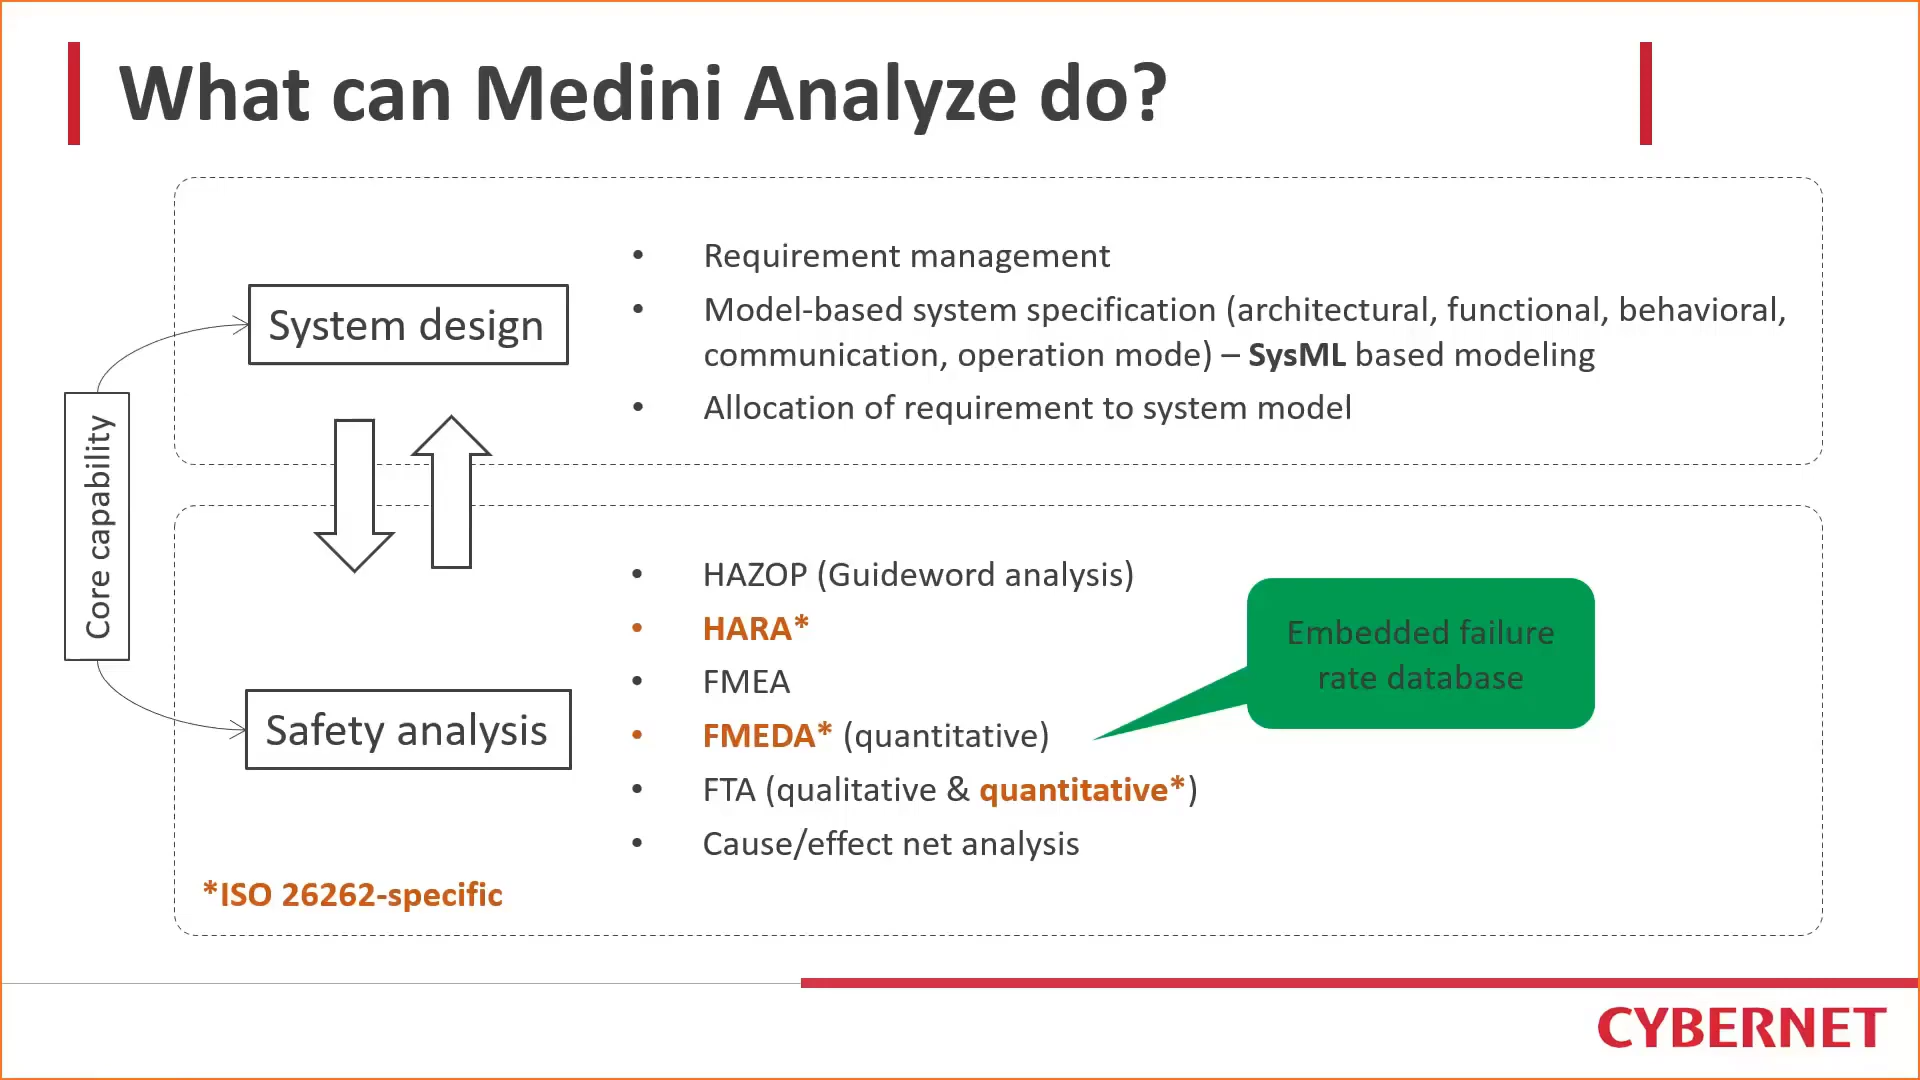 What can Medini Analyze do?
Core capability
System design
• Requirement management
• Model-based system specification (architectural, functional, behavioral,
communication, operation mode) – SysML based modeling
• Allocation of requirement to system model
Safety analysis
• HAZOP (Guideword analysis)
• HARA*
• FMEA
• FMEDA* (quantitative)
• FTA (qualitative & quantitative*)
• Cause/effect net analysis
Embedded failure
rate database
*ISO 26262-specific
CYBERNET